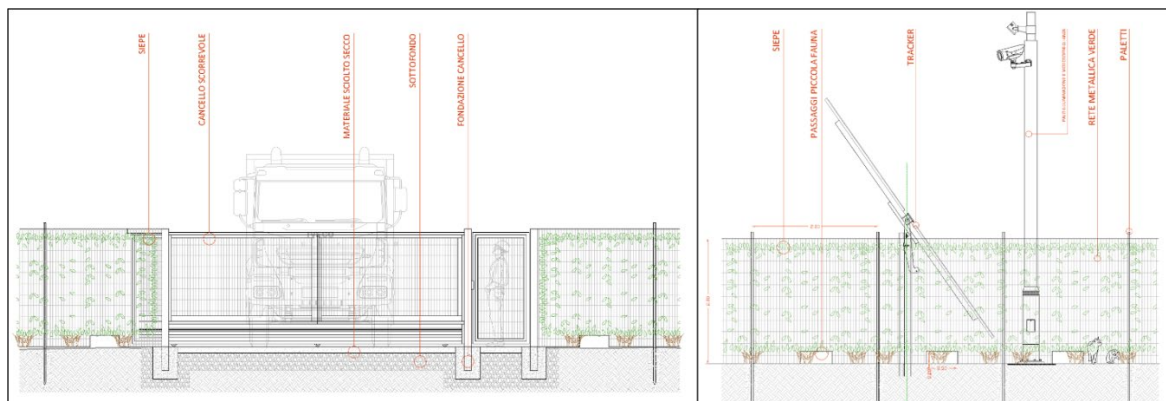 SIEPE
CANCELLO SCORREVOLE
MATERIALE SCIOLTO SECCO
SOTTOFONDO
FONDAZIONE CANCELLO
SIEPE
PASSAGGI PICCOLA FAUNA
TRACKER
RETE METALLICA VERDE
PALETTI